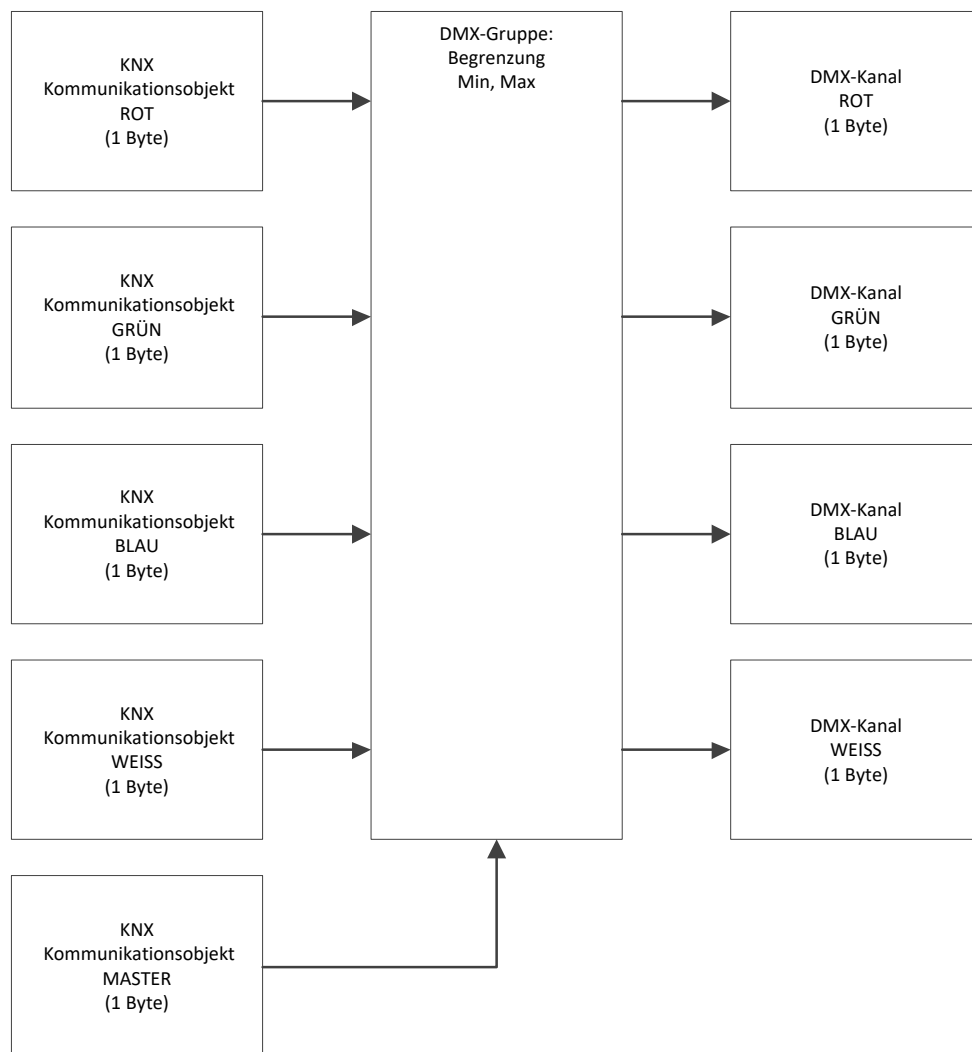 KNX
Kommunikationsobjekt
ROT
(1 Byte)
DMX-Gruppe:
Begrenzung
Min, Max
DMX-Kanal
ROT
(1 Byte)
KNX
Kommunikationsobjekt
GRÜN
(1 Byte)
DMX-Kanal
GRÜN
(1 Byte)
KNX
Kommunikationsobjekt
BLAU
(1 Byte)
DMX-Kanal
BLAU
(1 Byte)
KNX
Kommunikationsobjekt
WEISS
(1 Byte)
DMX-Kanal
WEISS
(1 Byte)
KNX
Kommunikationsobjekt
MASTER
(1 Byte)